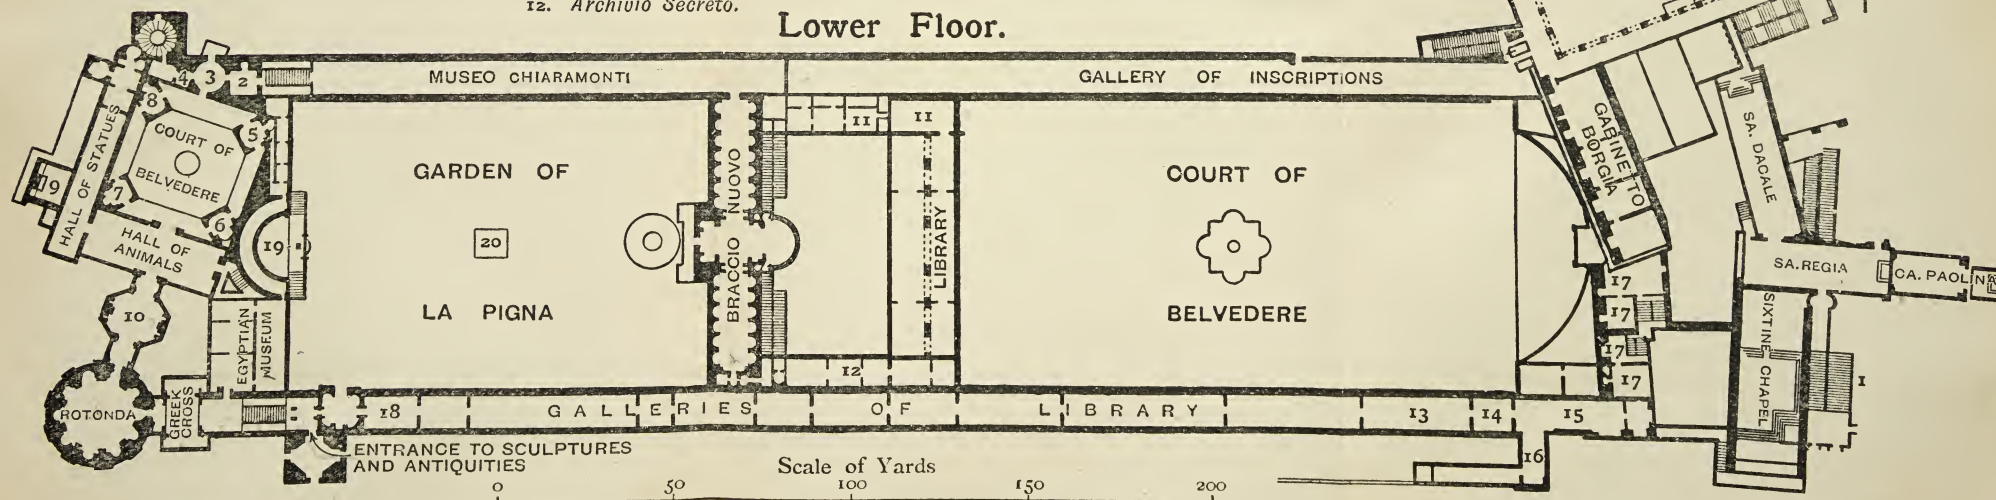 12. Archivio Secreto.
Lower Floor.
MUSEO CHIARAMONTI
GALLERY OF INSCRIPTIONS
4
3
2
8
5
COURT OF
BELVEDERE
7
6
9
HALL OF STATUES
HALL OF
ANIMALS
19
10
EGYPTIAN
MUSEUM
ROTONDA
GREEK
CROSS
GARDEN OF
20
LA PIGNA
BRACCIO NUOVO
11
11
LIBRARY
12
COURT OF
BELVEDERE
GABINETTO
BORGIA
SA. DACALE
SA. REGIA
CA. PAOLINA
17
17
17
17
SIXTINE CHAPEL
1
18
GALLERIES OF LIBRARY
13
14
15
16
ENTRANCE TO SCULPTURES
AND ANTIQUITIES
Scale of Yards
0 50 100 150 200